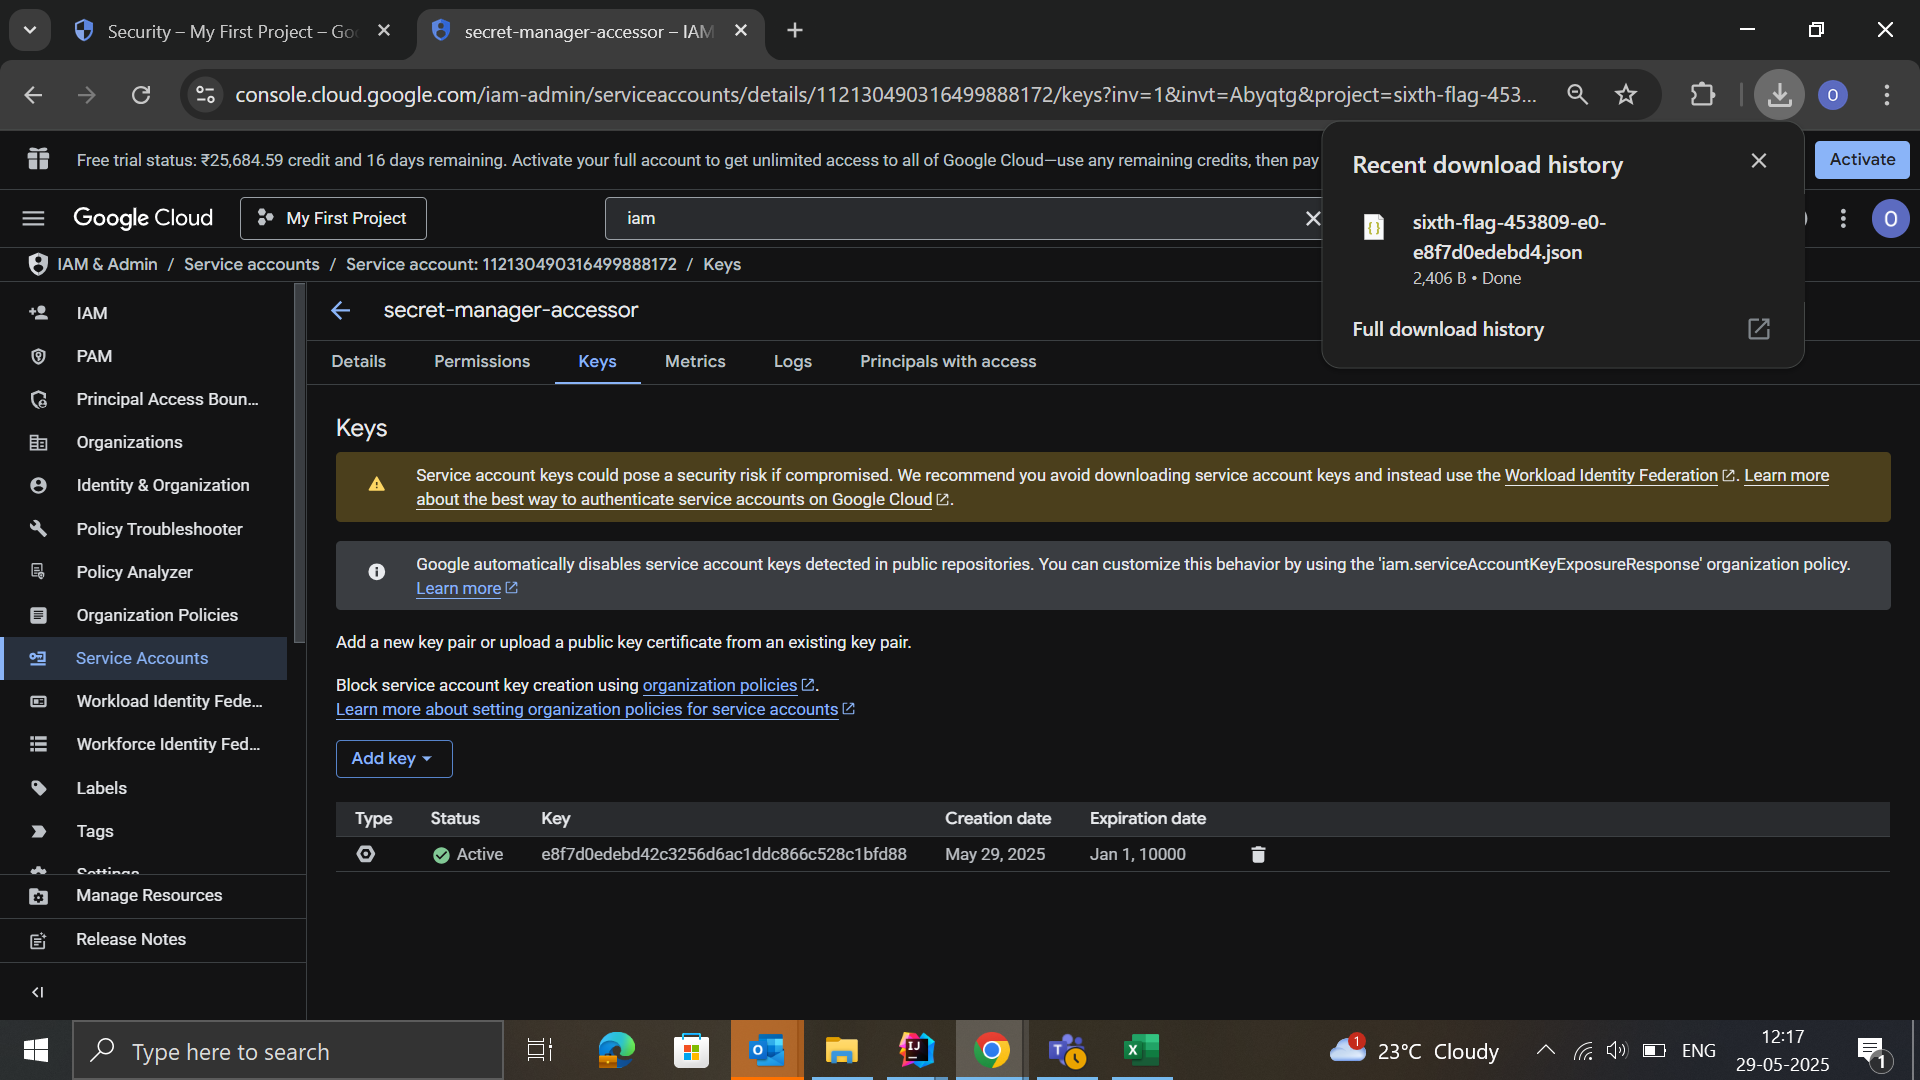 Security – My First Project – Goo
secret-manager-accessor – IAM
console.cloud.google.com/iam-admin/serviceaccounts/details/112130490316499888172/keys?inv=1&invt=Abyqtg&project=sixth-flag-453...
O
Free trial status: ₹25,684.59 credit and 16 days remaining. Activate your full account to get unlimited access to all of Google Cloud—use any remaining credits, then pay
Activate
Recent download history
sixth-flag-453809-e0-
e8f7d0edebd4.json
2,406 B • Done
Full download history
Google Cloud
My First Project
iam
O
IAM & Admin / Service accounts / Service account: 112130490316499888172 / Keys
IAM
PAM
Principal Access Boun...
Organizations
Identity & Organization
Policy Troubleshooter
Policy Analyzer
Organization Policies
Service Accounts
Workload Identity Fede...
Workforce Identity Fed...
Labels
Tags
Settings
Manage Resources
Release Notes
secret-manager-accessor
Details Permissions Keys Metrics Logs Principals with access
Keys
Service account keys could pose a security risk if compromised. We recommend you avoid downloading service account keys and instead use the Workload Identity Federation. Learn more
about the best way to authenticate service accounts on Google Cloud.
Google automatically disables service account keys detected in public repositories. You can customize this behavior by using the 'iam.serviceAccountKeyExposureResponse' organization policy.
Learn more
Add a new key pair or upload a public key certificate from an existing key pair.
Block service account key creation using organization policies.
Learn more about setting organization policies for service accounts
Add key
Type Status Key Creation date Expiration date
Active e8f7d0edebd42c3256d6ac1ddc866c528c1bfd88 May 29, 2025 Jan 1, 10000
Type here to search
1
23°C Cloudy
ENG
12:17
29-05-2025
1